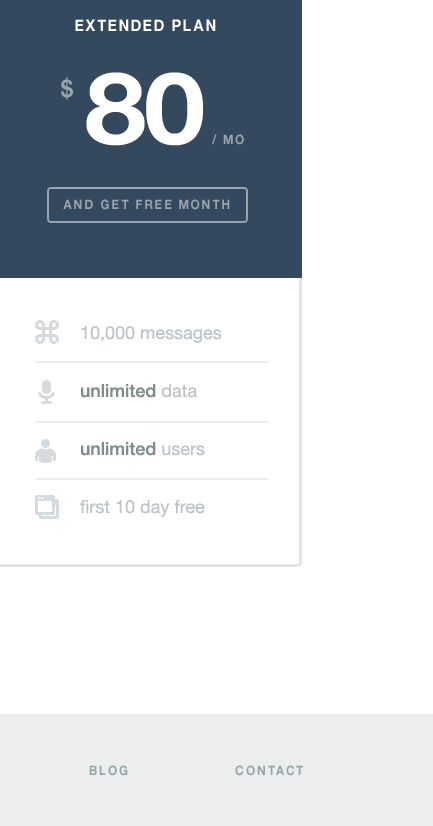 EXTENDED PLAN
$ 80 / MO
AND GET FREE MONTH
10,000 messages
unlimited data
unlimited users
first 10 day free
BLOG CONTACT